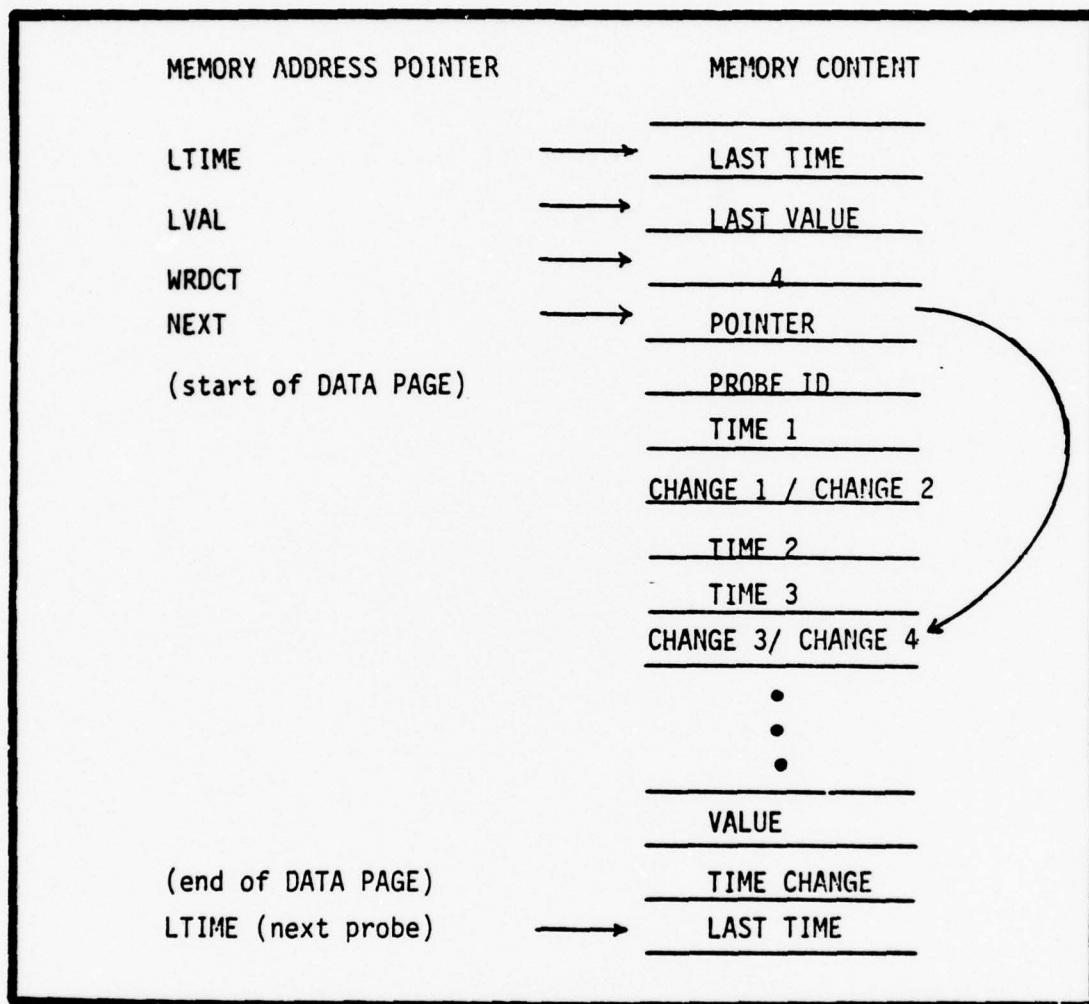 MEMORY ADDRESS POINTER MEMORY CONTENT
LTIME LAST TIME
LVAL LAST VALUE
WRDCT 4
NEXT POINTER
(start of DATA PAGE) PROBE ID
TIME 1
CHANGE 1 / CHANGE 2
TIME 2
TIME 3
CHANGE 3/ CHANGE 4
VALUE
(end of DATA PAGE) TIME CHANGE
LTIME (next probe) LAST TIME